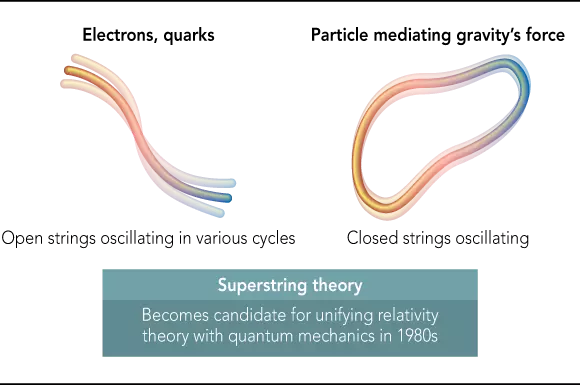 Electrons, quarks
Particle mediating gravity's force
Open strings oscillating in various cycles
Closed strings oscillating
Superstring theory
Becomes candidate for unifying relativity
theory with quantum mechanics in 1980s